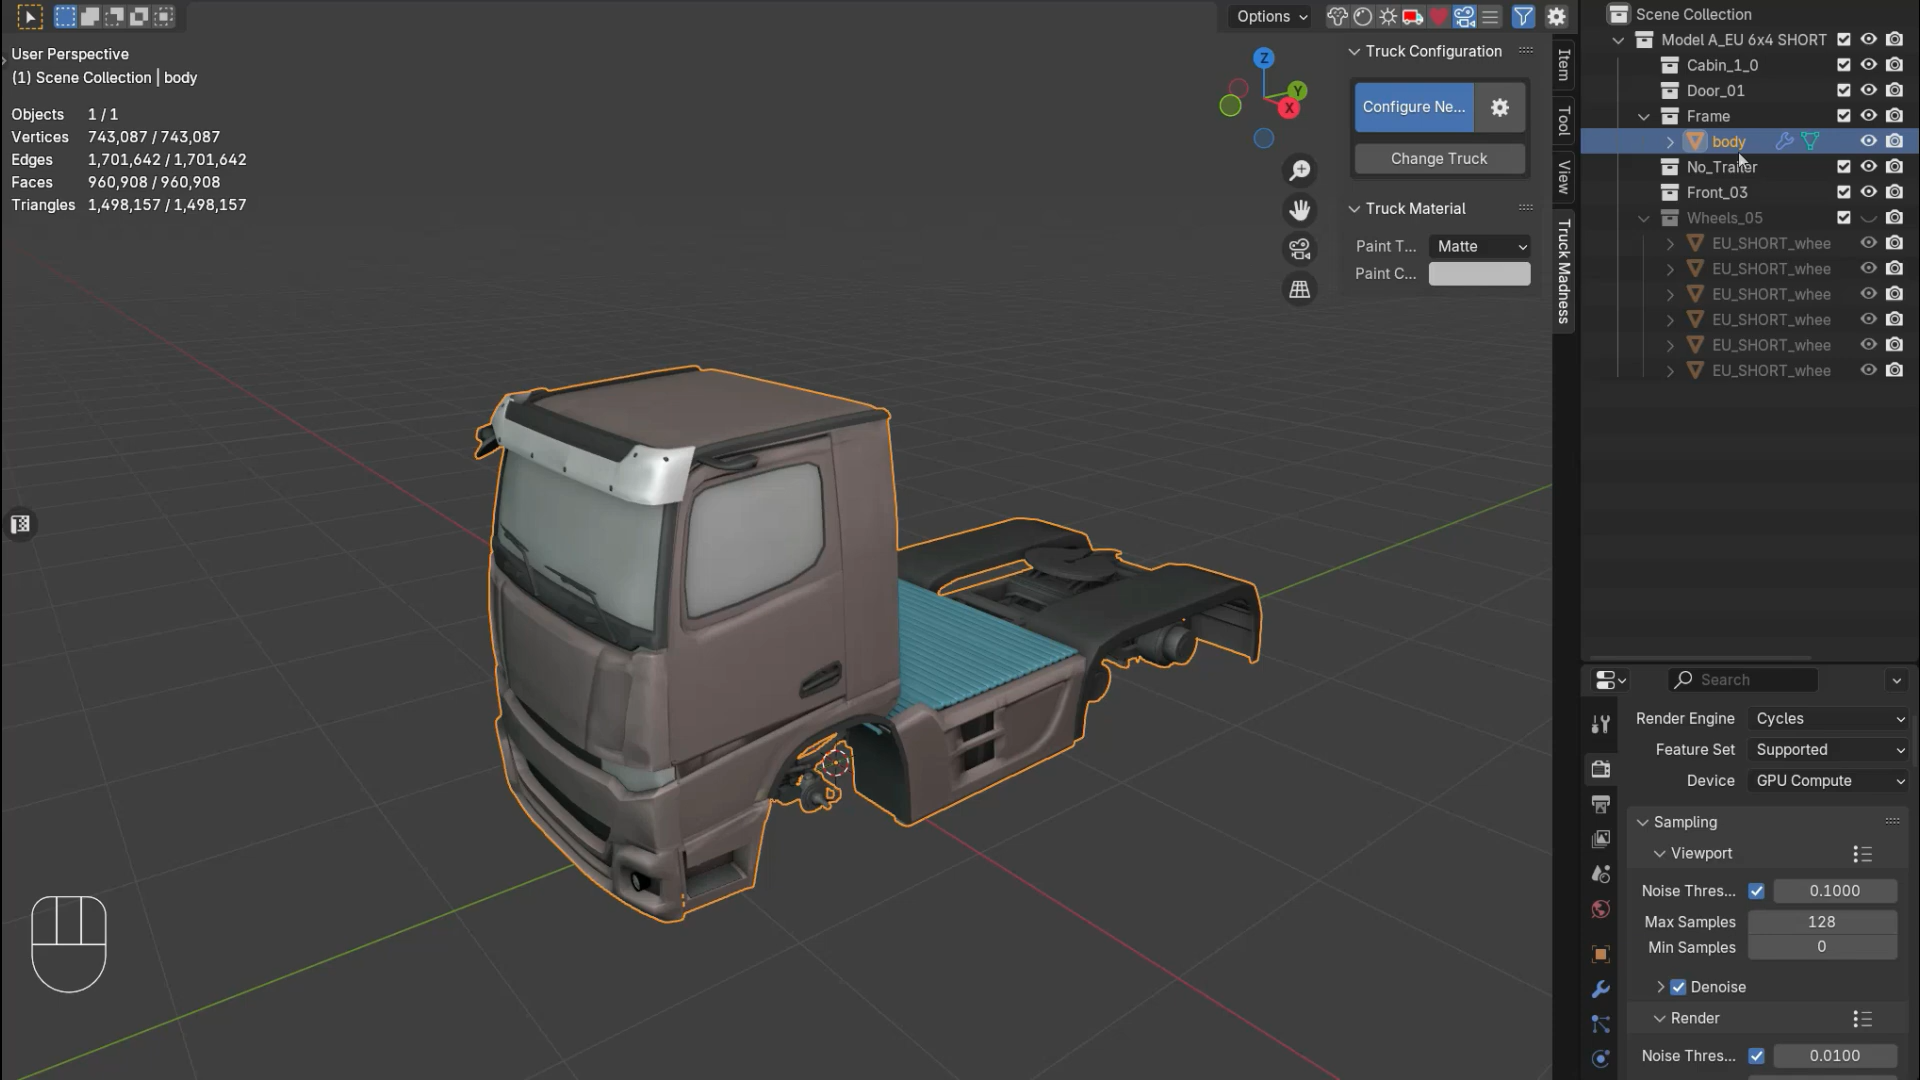 Options
User Perspective
(1) Scene Collection | body
Objects 1 / 1
Vertices 743,087 / 743,087
Edges 1,701,642 / 1,701,642
Faces 960,908 / 960,908
Triangles 1,498,157 / 1,498,157
Z
Y
X
Truck Configuration
Configure Ne...
Change Truck
Truck Material
Paint T... Matte
Paint C...
Item
Tool
View
Truck Madness
Scene Collection
Model A_EU 6x4 SHORT
Cabin_1_0
Door_01
Frame
body
No_Trailer
Front_03
Wheels_05
EU_SHORT_whee
EU_SHORT_whee
EU_SHORT_whee
EU_SHORT_whee
EU_SHORT_whee
EU_SHORT_whee
Search
Render Engine Cycles
Feature Set Supported
Device GPU Compute
Sampling
Viewport
Noise Thres... 0.1000
Max Samples 128
Min Samples 0
Denoise
Render
Noise Thres... 0.0100